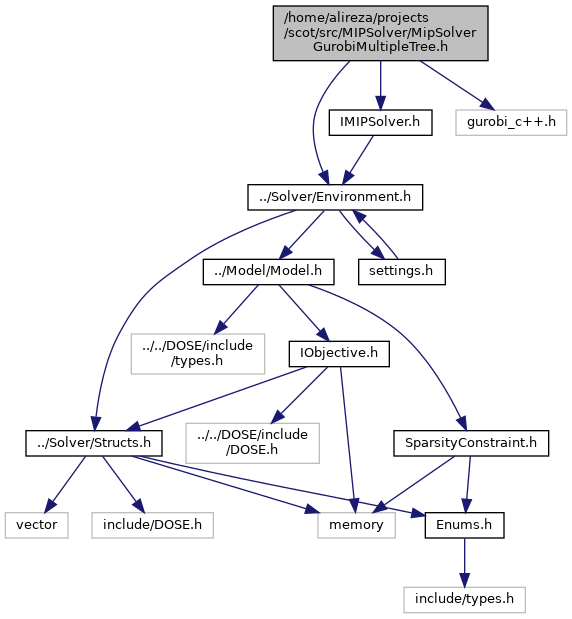 /home/alireza/projects
/scot/src/MIPSolver/MipSolver
GurobiMultipleTree.h
IMIPSolver.h
gurobi_c++.h
../Solver/Environment.h
../Model/Model.h
settings.h
../../DOSE/include
/types.h
IObjective.h
../Solver/Structs.h
../../DOSE/include
/DOSE.h
SparsityConstraint.h
vector
include/DOSE.h
memory
Enums.h
include/types.h